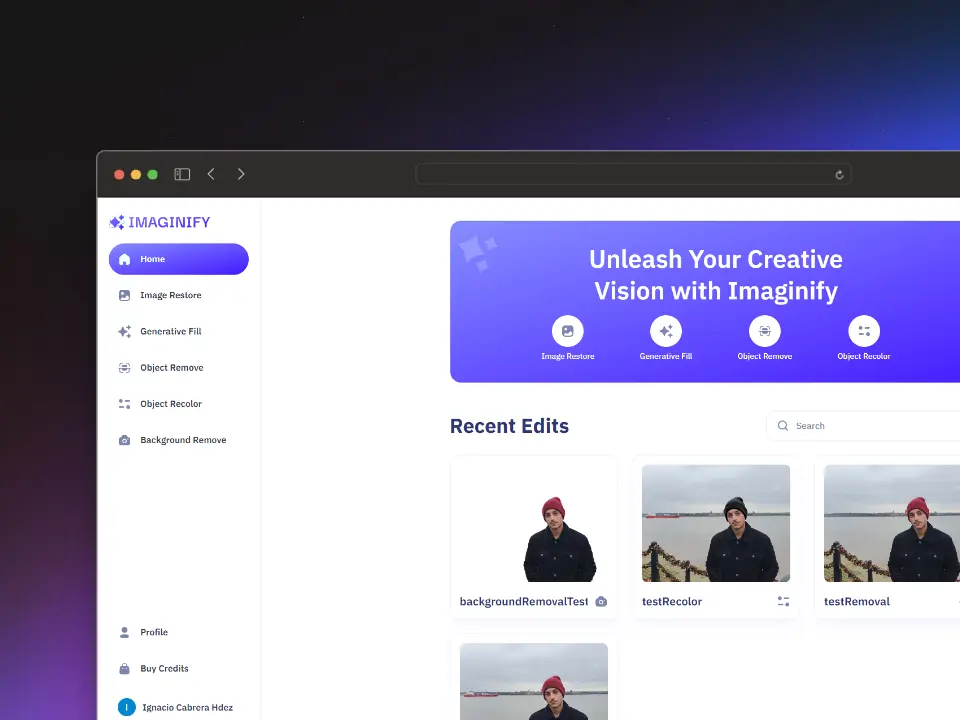 IMAGINIFY
Home
Image Restore
Generative Fill
Object Remove
Object Recolor
Background Remove
Profile
Buy Credits
I
Ignacio Cabrera Hdez
Unleash Your Creative
Vision with Imaginify
Image Restore
Generative Fill
Object Remove
Object Recolor
Recent Edits
Search
backgroundRemovalTest
testRecolor
testRemoval